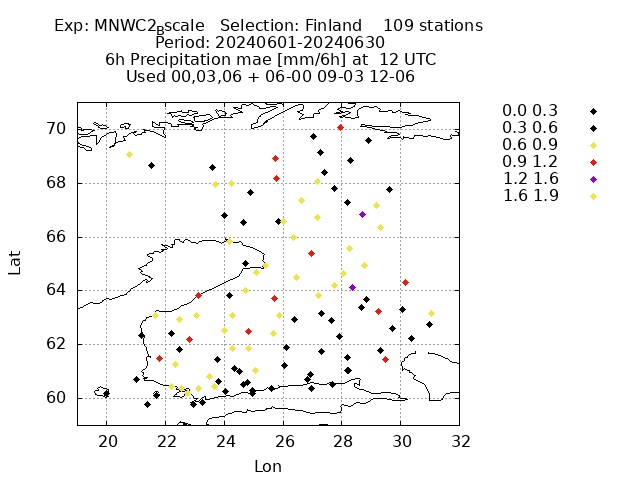 Exp: MNWC2_Bscale Selection: Finland 109 stations
Period: 20240601-20240630
6h Precipitation mae [mm/6h] at 12 UTC
Used 00,03,06 + 06-00 09-03 12-06
0.0 0.3
0.3 0.6
0.6 0.9
0.9 1.2
1.2 1.6
1.6 1.9
70
68
66
64
62
60
Lat
20 22 24 26 28 30 32
Lon